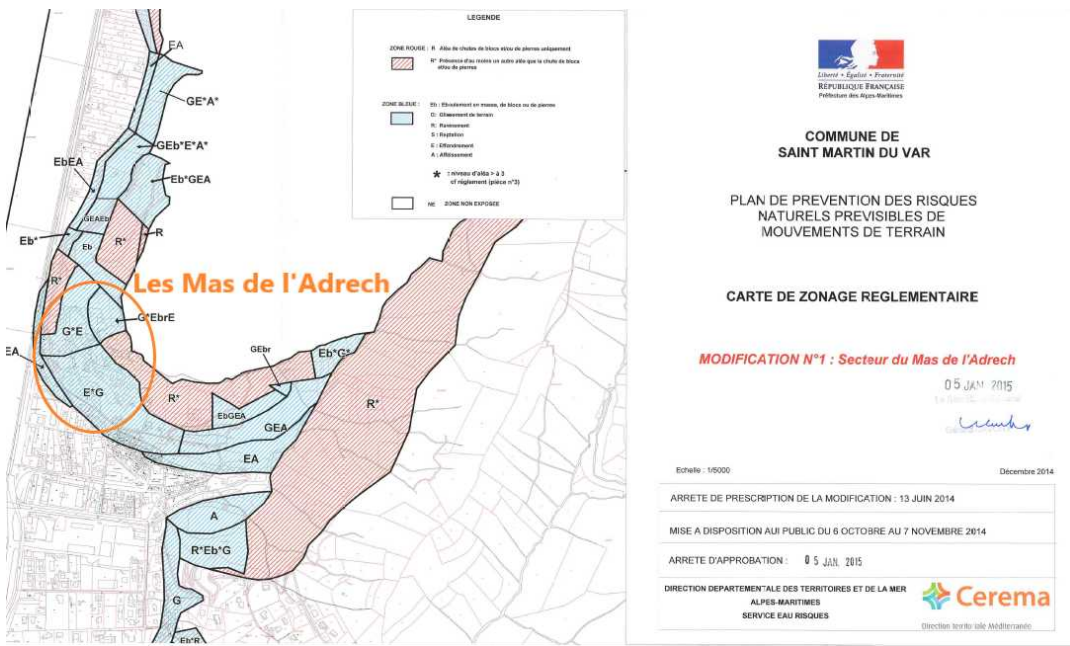 LEGENDE
ZONE ROUGE : R Aléa de chutes de blocs et/ou de pierres uniquement
R* Présence d'au moins un autre aléa que la chute de blocs
et/ou de pierres
ZONE BLEUE : Eb : Eboulement en masse, de blocs ou de pierres
G: Glissement de terrain
R: Ravinement
S : Reptation
E : Effondrement
A : Affaissement
* : niveau d'aléa > à 3
cf règlement (pièce n°3)
NE ZONE NON EXPOSEE
EA
GE*A*
GEb*E*A*
EbEA
Eb*GEA
GEAEb
Eb*
Eb
R*
R
R*
Les Mas de l'Adrech
G*EbrE
G*E
EA
E*G
GEbr
Eb*G*
R*
EbGEA
GEA
R*
EA
A
R*Eb*G
G
Eb*R
Liberté • Égalité • Fraternité
RÉPUBLIQUE FRANÇAISE
Préfecture des Alpes-Maritimes
COMMUNE DE
SAINT MARTIN DU VAR
PLAN DE PREVENTION DES RISQUES
NATURELS PREVISIBLES DE
MOUVEMENTS DE TERRAIN
CARTE DE ZONAGE REGLEMENTAIRE
MODIFICATION N°1 : Secteur du Mas de l'Adrech
05 JAN. 2015
Echelle : 1/5000
Décembre 2014
ARRETE DE PRESCRIPTION DE LA MODIFICATION : 13 JUIN 2014
MISE A DISPOSITION AUI PUBLIC DU 6 OCTOBRE AU 7 NOVEMBRE 2014
ARRETE D'APPROBATION : 05 JAN. 2015
DIRECTION DEPARTEMENTALE DES TERRITOIRES ET DE LA MER
ALPES-MARITIMES
SERVICE EAU RISQUES
Cerema
Direction territoriale Méditerranée